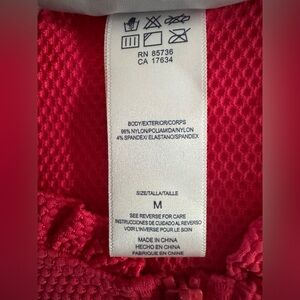 RN 85736
CA 17634
BODY/EXTERIOR/CORPS
96% NYLON/POLIAMIDA/NYLON
4% SPANDEX/ ELASTANO/SPANDEX
SIZE/TALLA/TAILLE
M
SEE REVERSE FOR CARE
INSTRUCCIONES DE CUIDADO AL REVERSO
VOIR L'INVERSE POUR LE SOIN
MADE IN CHINA
HECHO EN CHINA
FABRIQUE EN CHINE